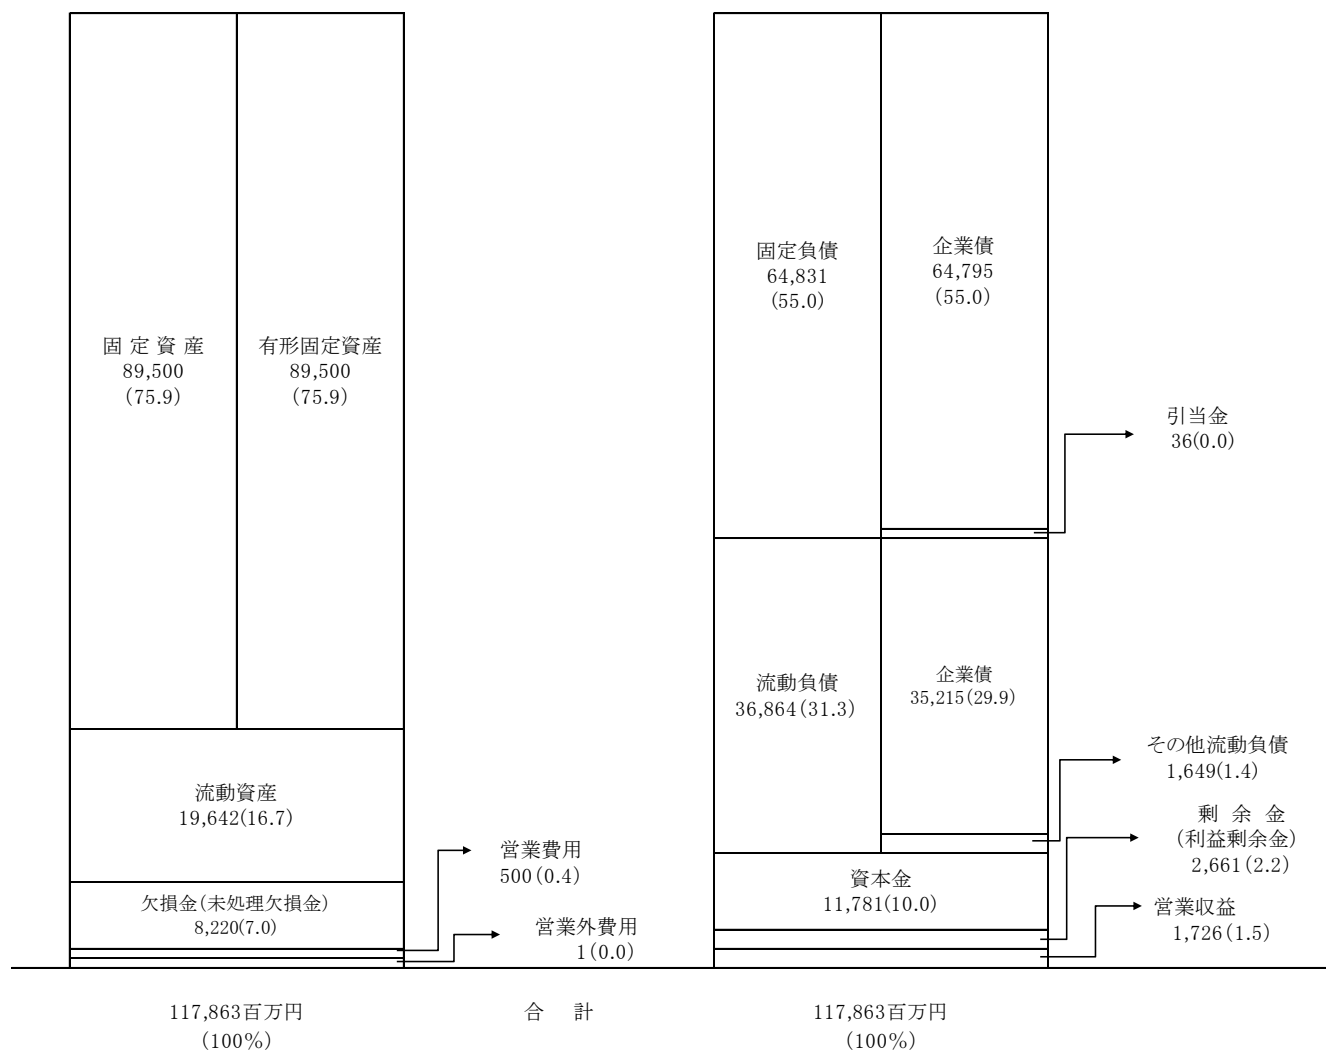 固 定 資 産
89,500
(75.9)
有形固定資産
89,500
(75.9)
流動資産
19,642(16.7)
欠損金(未処理欠損金)
8,220(7.0)
営業費用
500(0.4)
営業外費用
1(0.0)
固定負債
64,831
(55.0)
企業債
64,795
(55.0)
引当金
36(0.0)
流動負債
36,864(31.3)
企業債
35,215(29.9)
その他流動負債
1,649(1.4)
剰 余 金
(利益剰余金)
2,661(2.2)
資本金
11,781(10.0)
営業収益
1,726(1.5)
117,863百万円
(100%)
合 計
117,863百万円
(100%)